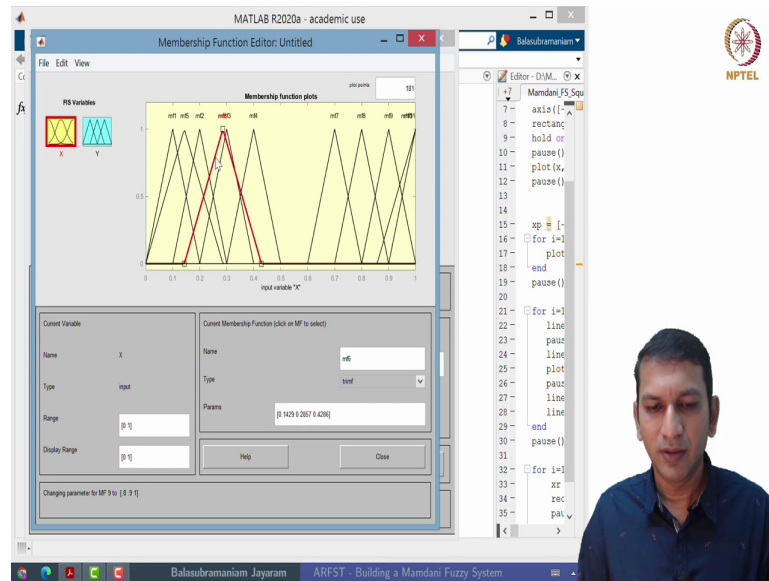 MATLAB R2020a - academic use
Membership Function Editor: Untitled
File Edit View
FIS Variables
X
Y
plot points:
181
Membership function plots
mf1 mf5 mf2 mf4 mf7 mf8 mf9
1
0.5
0
0 0.1 0.2 0.3 0.4 0.5 0.6 0.7 0.8 0.9 1
input variable "X"
Current Variable
Name X
Type input
Range [0 1]
Display Range [0 1]
Current Membership Function (click on MF to select)
Name mf6
Type trimf
Params [0.1429 0.2857 0.4286]
Help Close
Changing parameter for MF 9 to [.8 .9 1]
fx
Balasubramaniam
Editor - D:\M...
+7 Mamdani_FS_Squ
7 - axis([-
8 - rectang
9 - hold on
10 - pause()
11 - plot(x,
12 - pause()
13
14
15 - xp = [-
16 - for i=1
17 - plot
18 - end
19 - pause()
20
21 - for i=1
22 - line
23 - paus
24 - line
25 - plot
26 - paus
27 - line
28 - line
29 - end
30 - pause()
31
32 - for i=1
33 - xr
34 - rec
35 - pau
NPTEL
Balasubramaniam Jayaram ARFST - Building a Mamdani Fuzzy System